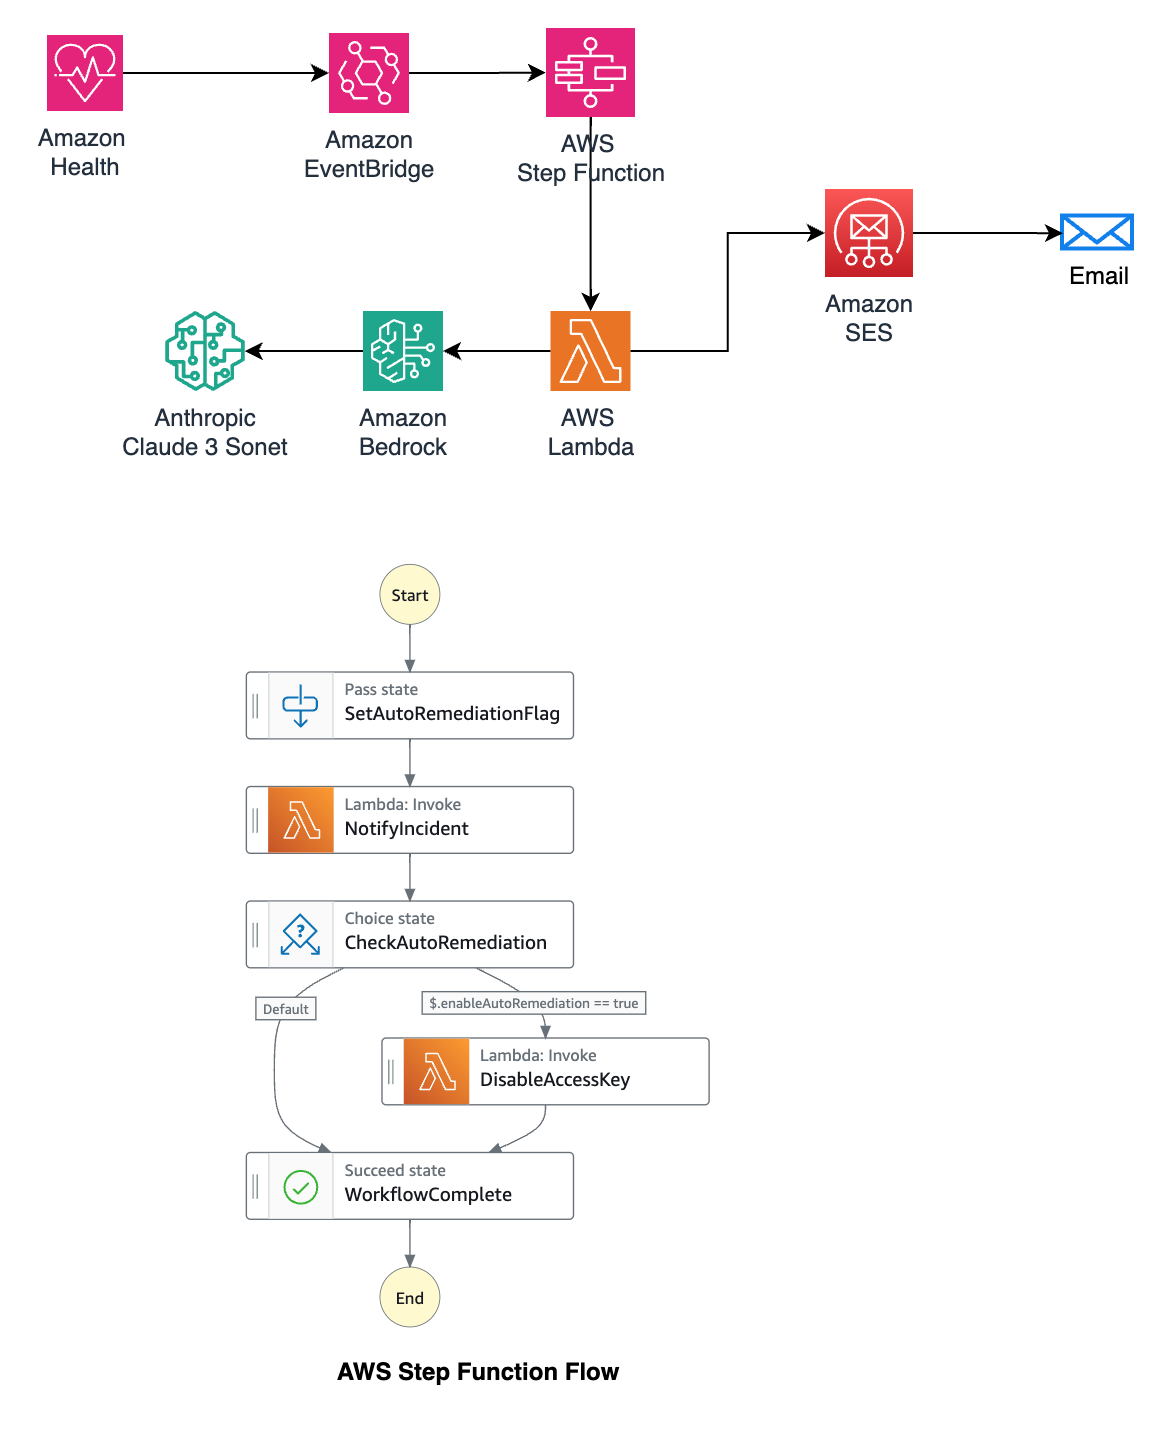 Amazon
Health
Amazon
EventBridge
AWS
Step Function
Amazon
SES
Email
Anthropic
Claude 3 Sonet
Amazon
Bedrock
AWS
Lambda
Start
Pass state
SetAutoRemediationFlag
Lambda: Invoke
NotifyIncident
?
Choice state
CheckAutoRemediation
Default
$.enableAutoRemediation == true
Lambda: Invoke
DisableAccessKey
Succeed state
WorkflowComplete
End
AWS Step Function Flow